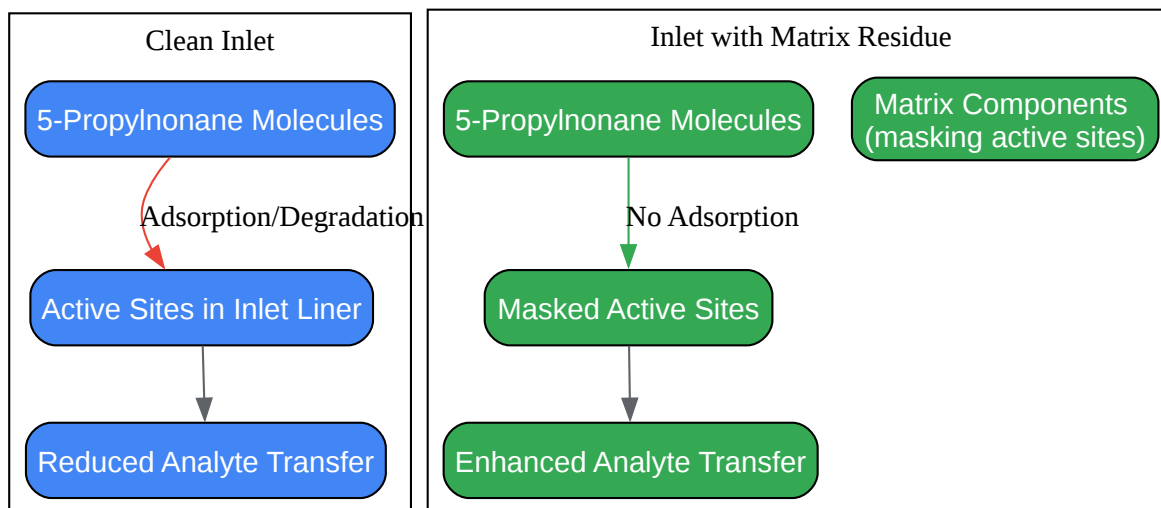 Clean Inlet
5-Propylnonane Molecules
Adsorption/Degradation
Active Sites in Inlet Liner
Reduced Analyte Transfer
Inlet with Matrix Residue
5-Propylnonane Molecules
Matrix Components
(masking active sites)
No Adsorption
Masked Active Sites
Enhanced Analyte Transfer